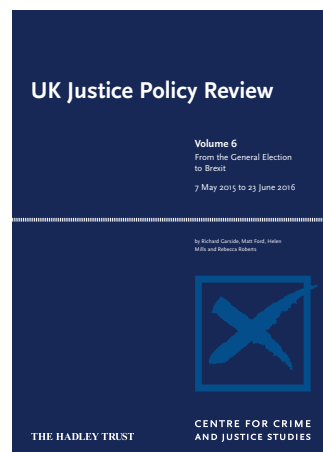 UK Justice Policy Review
Volume 6
From the General Election
to Brexit
7 May 2015 to 23 June 2016
by Richard Garside, Matt Ford, Helen
Mills and Rebecca Roberts
THE HADLEY TRUST
CENTRE FOR CRIME
AND JUSTICE STUDIES